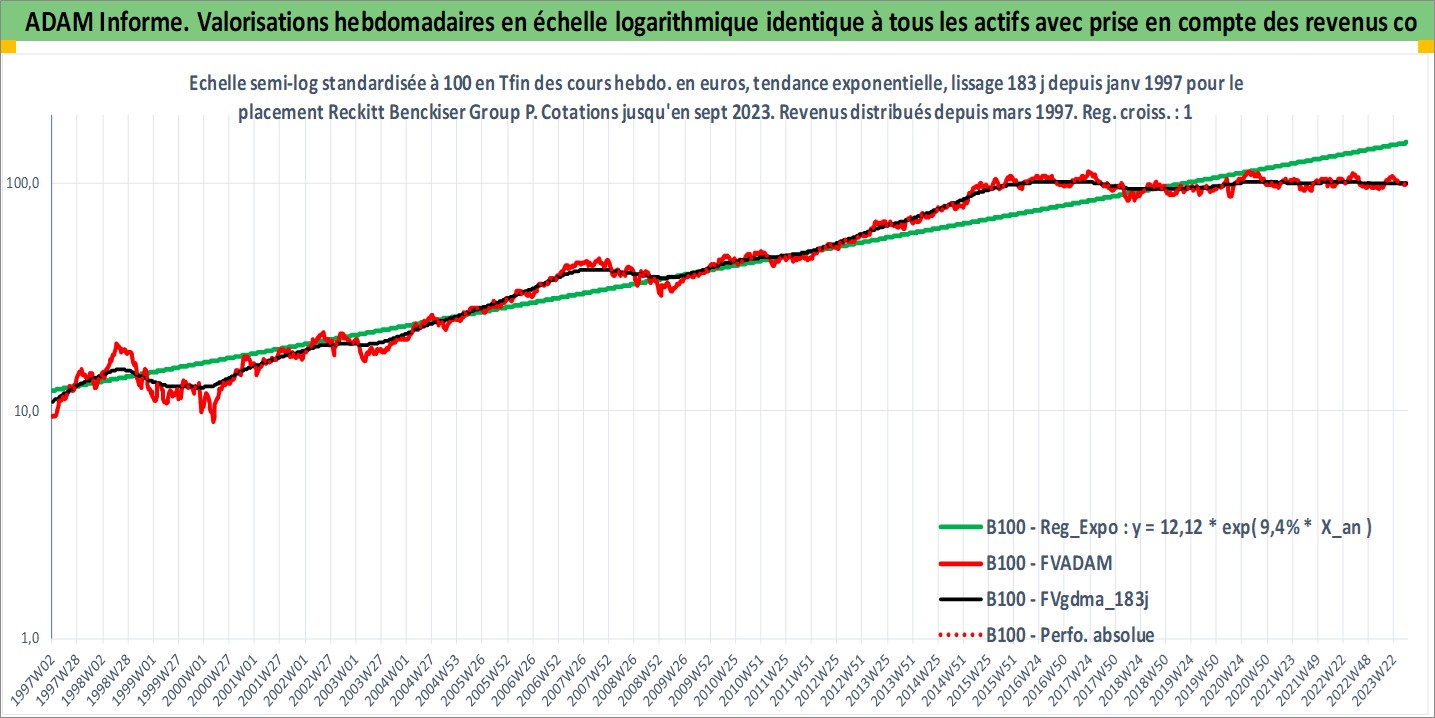 ADAM Informe. Valorisations hebdomadaires en échelle logarithmique identique à tous les actifs avec prise en compte des revenus co
Echelle semi-log standardisée à 100 en Tfin des cours hebdo. en euros, tendance exponentielle, lissage 183 j depuis janv 1997 pour le
placement Reckitt Benckiser Group P. Cotations jusqu'en sept 2023. Revenus distribués depuis mars 1997. Reg. croiss. : 1
100,0
10,0
1,0
B100 - Reg_Expo : y = 12,12 * exp( 9,4% * X_an )
B100 - FVADAM
B100 - FVgdma_183j
B100 - Perfo. absolue
1997W02
1997W28
1998W02
1998W28
1999W01
1999W27
2000W01
2000W27
2001W01
2001W27
2002W01
2002W27
2003W01
2003W27
2004W01
2004W27
2004W53
2005W26
2005W52
2006W26
2006W52
2007W26
2007W52
2008W26
2008W52
2009W26
2009W52
2010W25
2010W51
2011W25
2011W51
2012W25
2012W51
2013W25
2013W51
2014W25
2014W51
2015W25
2015W51
2016W24
2016W50
2017W24
2017W50
2018W24
2018W50
2019W24
2019W50
2020W24
2020W50
2021W23
2021W49
2022W22
2022W48
2023W22